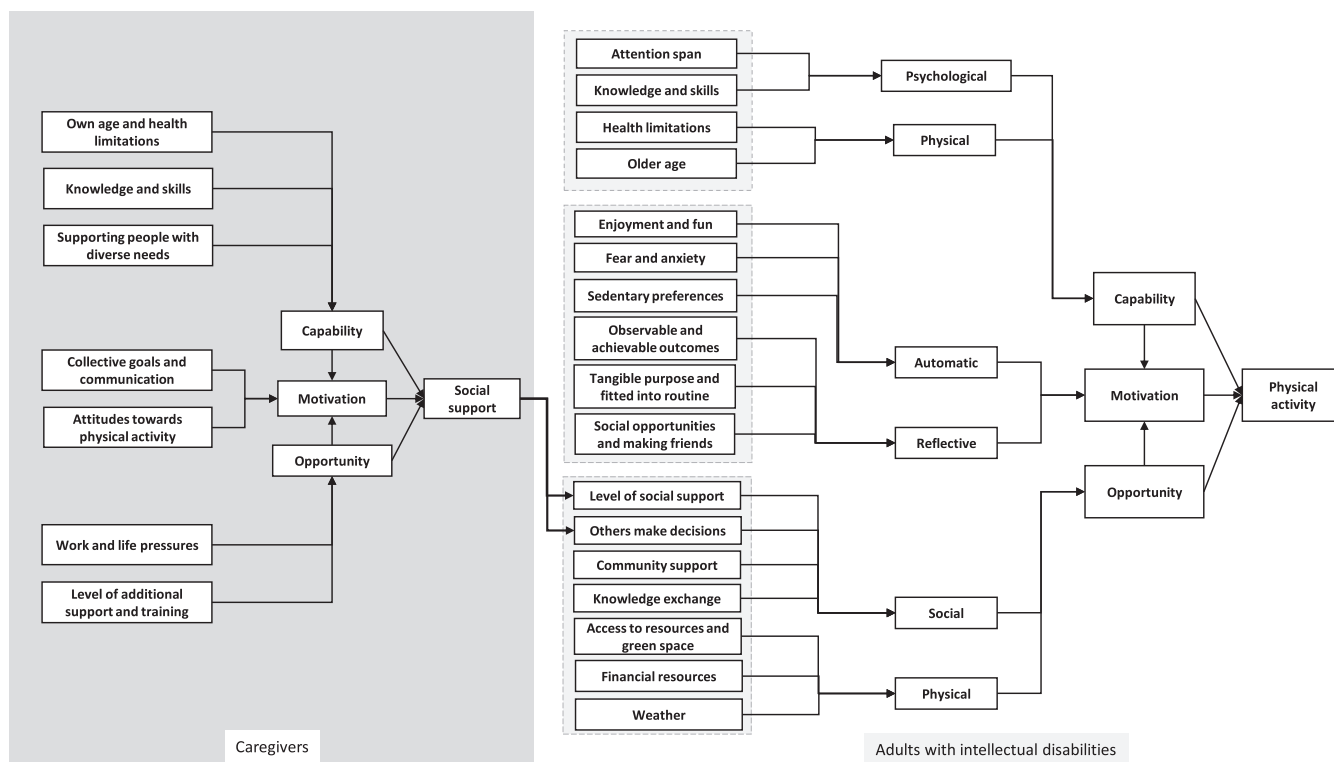 Own age and health
limitations
Knowledge and skills
Supporting people with
diverse needs
Collective goals and
communication
Attitudes towards
physical activity
Work and life pressures
Level of additional
support and training
Capability
Motivation
Opportunity
Social
support
Caregivers
Attention span
Knowledge and skills
Health limitations
Older age
Enjoyment and fun
Fear and anxiety
Sedentary preferences
Observable and
achievable outcomes
Tangible purpose and
fitted into routine
Social opportunities
and making friends
Level of social support
Others make decisions
Community support
Knowledge exchange
Access to resources and
green space
Financial resources
Weather
Psychological
Physical
Automatic
Reflective
Social
Physical
Capability
Motivation
Opportunity
Physical
activity
Adults with intellectual disabilities